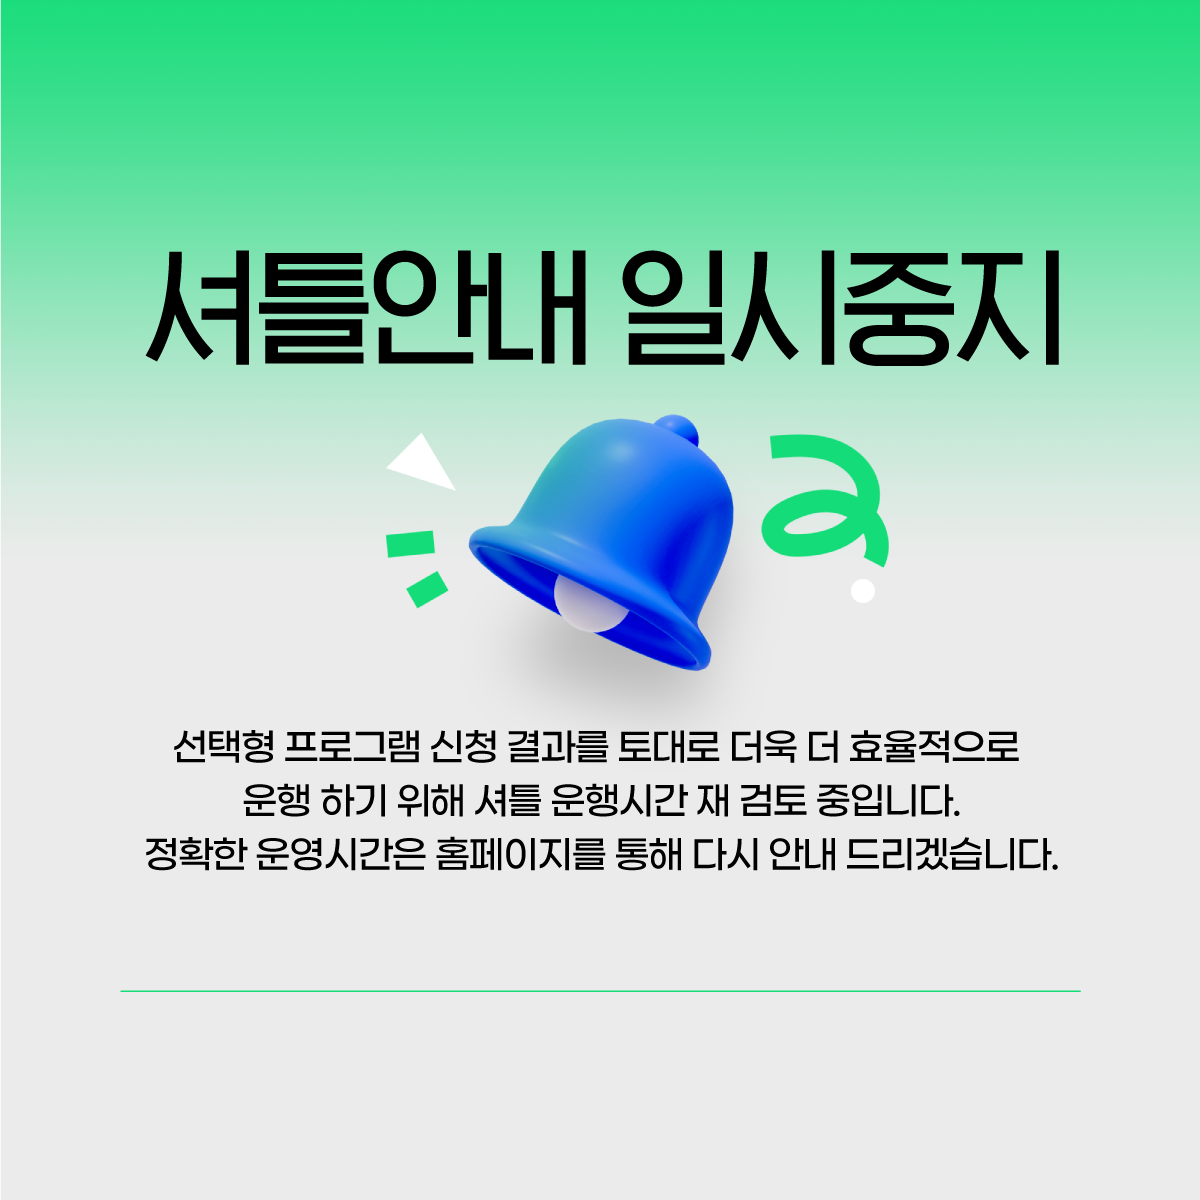 셔틀안내 일시중지
선택형 프로그램 신청 결과를 토대로 더욱 더 효율적으로
운행 하기 위해 셔틀 운행시간 재 검토 중입니다.
정확한 운영시간은 홈페이지를 통해 다시 안내 드리겠습니다.